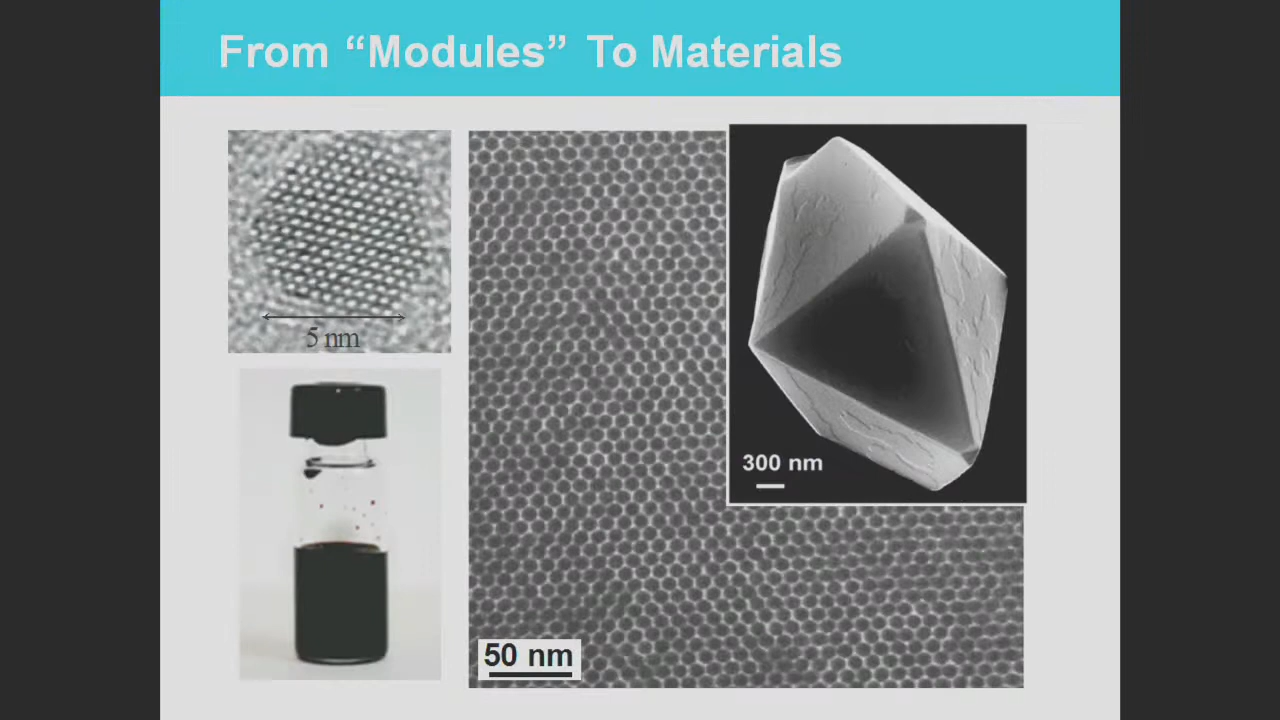 From “Modules” To Materials
5 nm
300 nm
50 nm